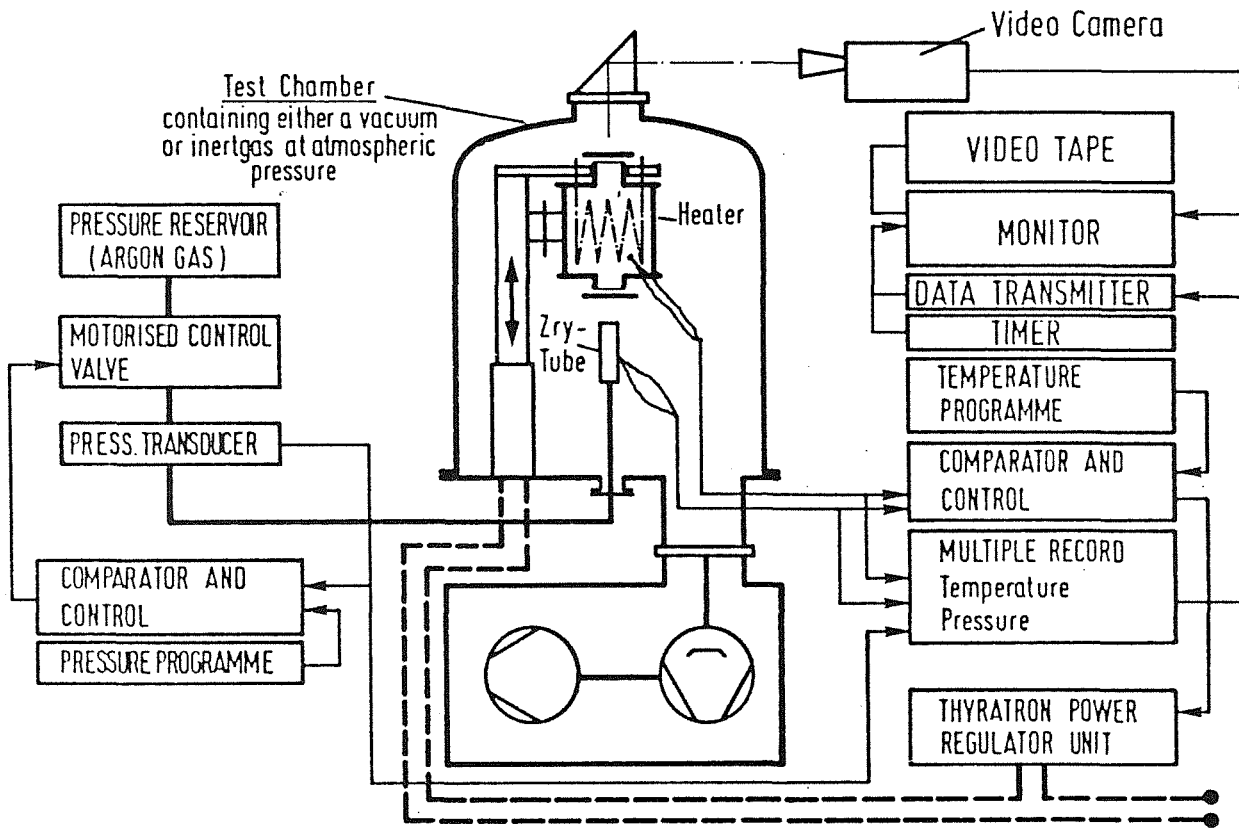 Video Camera
Test Chamber
containing either a vacuum
or inertgas at atmospheric
pressure
VIDEO TAPE
MONITOR
DATA TRANSMITTER
TIMER
Heater
PRESSURE RESERVOIR
(ARGON GAS)
MOTORISED CONTROL
VALVE
PRESS. TRANSDUCER
Zry-
Tube
TEMPERATURE
PROGRAMME
COMPARATOR AND
CONTROL
MULTIPLE RECORD
Temperature
Pressure
COMPARATOR AND
CONTROL
PRESSURE PROGRAMME
THYRATRON POWER
REGULATOR UNIT